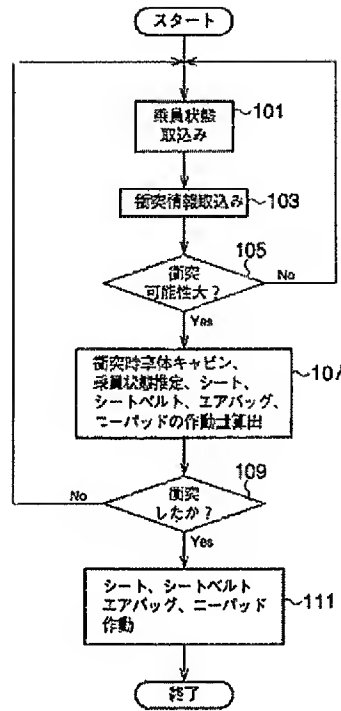 スタート
乗員状態
取込み
101
衝突情報取込み
103
105
衝突
可能性大?
No
Yes
衝突時車体キャビン、
乗員状態推定、シート、
シートベルト、エアバッグ、
ニーパッドの作動量算出
107
109
No
衝突
したか?
Yes
シート、シートベルト
エアバッグ、ニーパッド
作動
111
終了